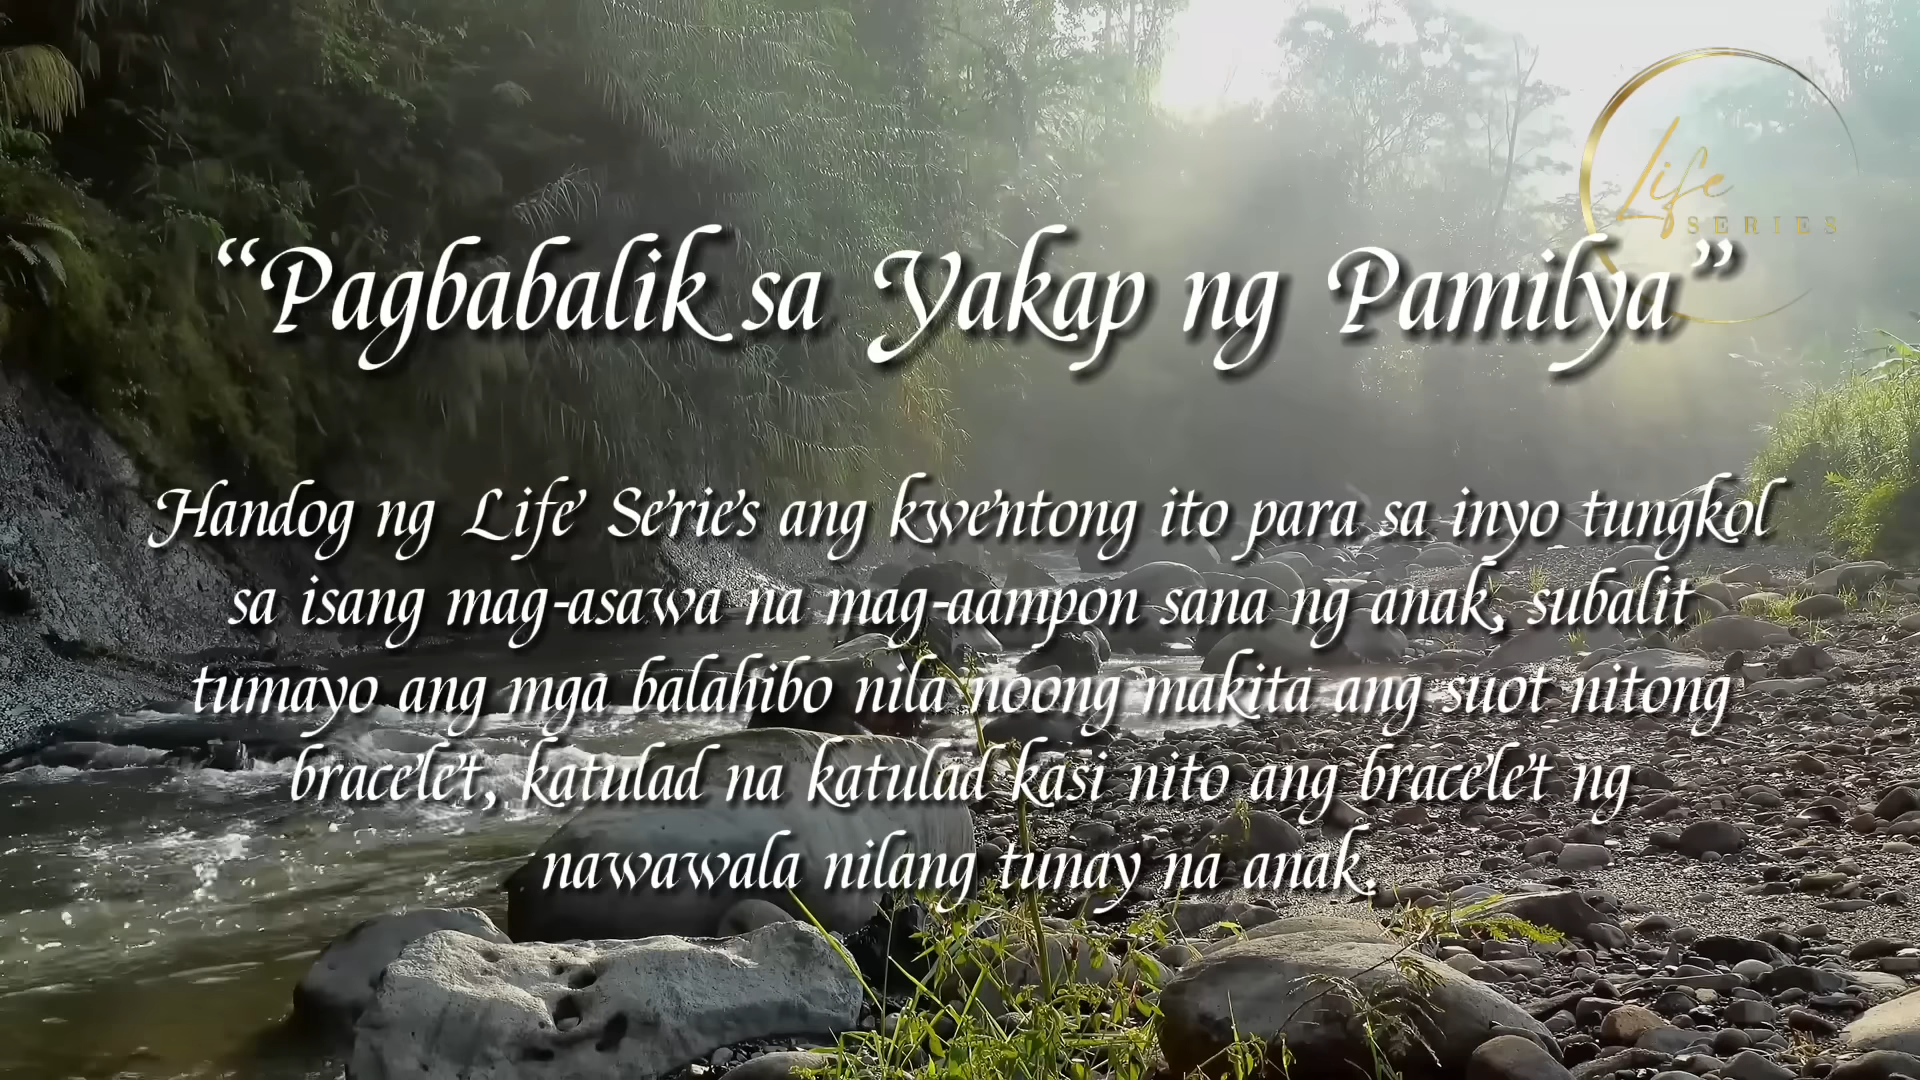 Life
SERIES
“Pagbabalik sa Yakap ng Pamilya”
Handog ng Life Series ang kwentong ito para sa inyo tungkol
sa isang mag-asawa na mag-aampon sana ng anak, subalit
tumayo ang mga balahibo nila noong makita ang suot nitong
bracelet, katulad na katulad kasi nito ang bracelet ng
nawawala nilang tunay na anak.